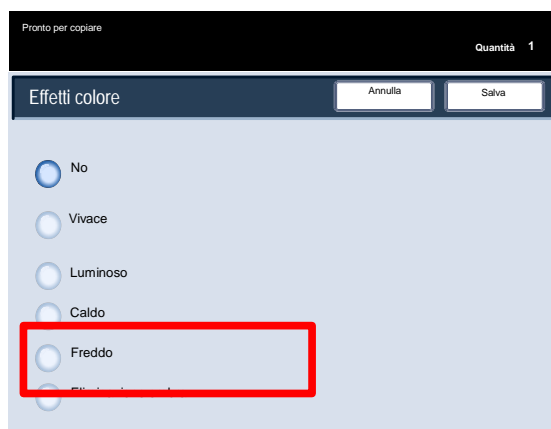 Pronto per copiare
Quantità 1
Effetti colore
Annulla
Salva
No
Vivace
Luminoso
Caldo
Freddo